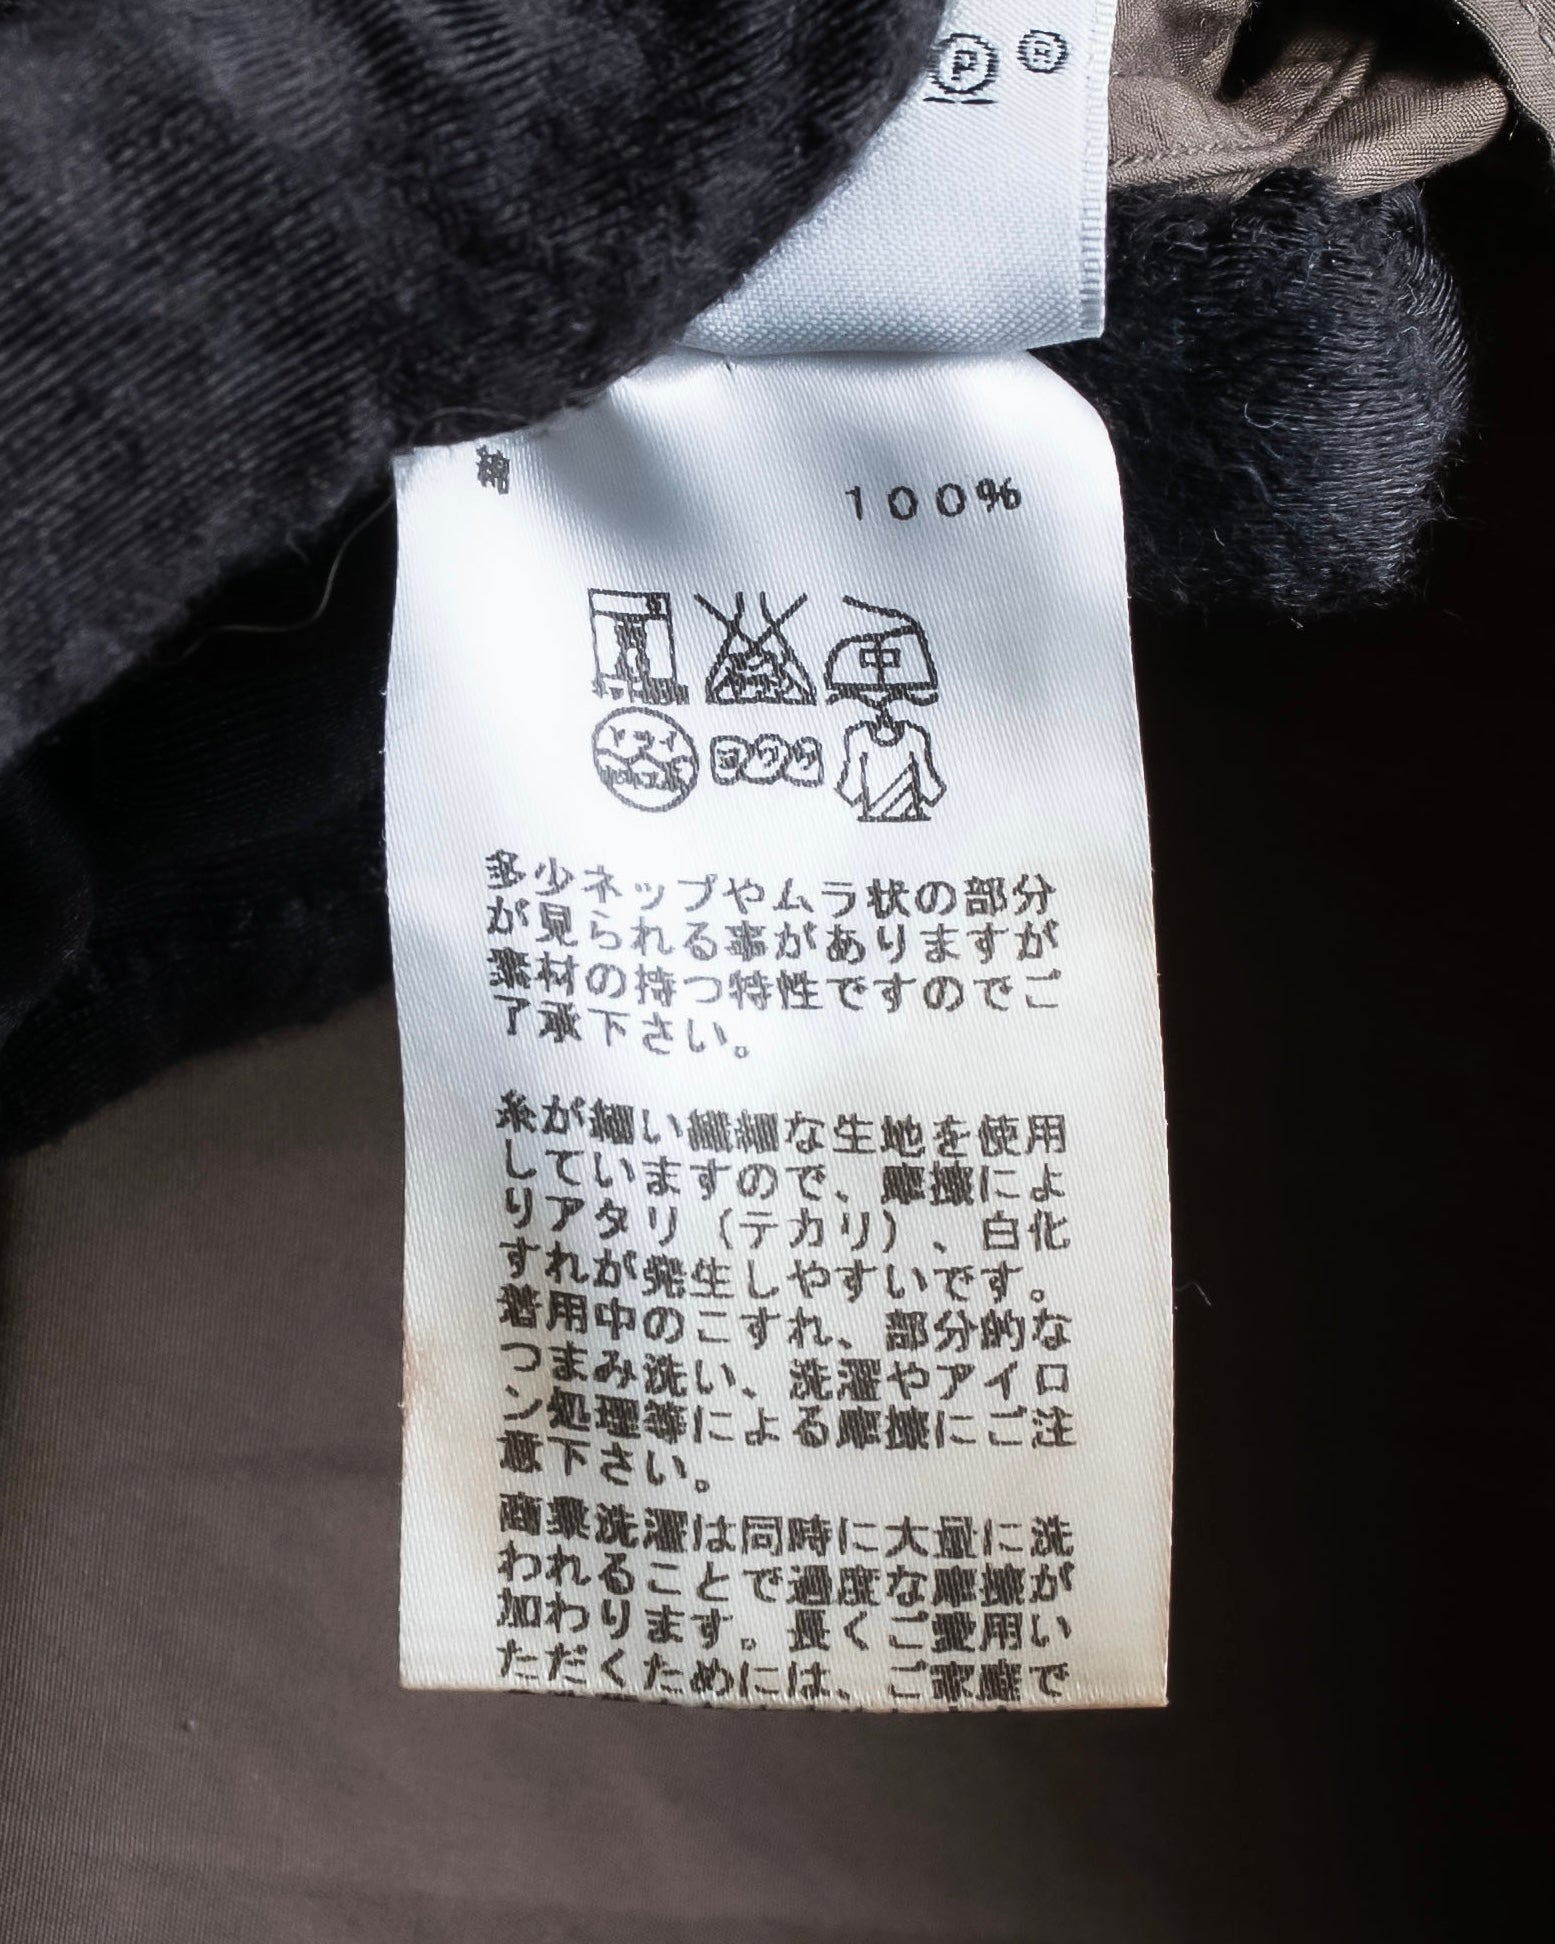 Ⓟ Ⓡ
綿 100%
中
ドライ
ヨワク
多少ネップやムラ状の部分
が見られる事がありますが
素材の持つ特性ですのでご
了承下さい。
糸が細い繊細な生地を使用
していますので、摩擦によ
りアタリ(テカリ)、白化
すれが発生しやすいです。
着用中のこすれ、部分的な
つまみ洗い、洗濯やアイロ
ン処理等による摩擦にご注
意下さい。
商業洗濯は同時に大量に洗
われることで過度な摩擦が
加わります。長くご愛用い
ただくためには、ご家庭で